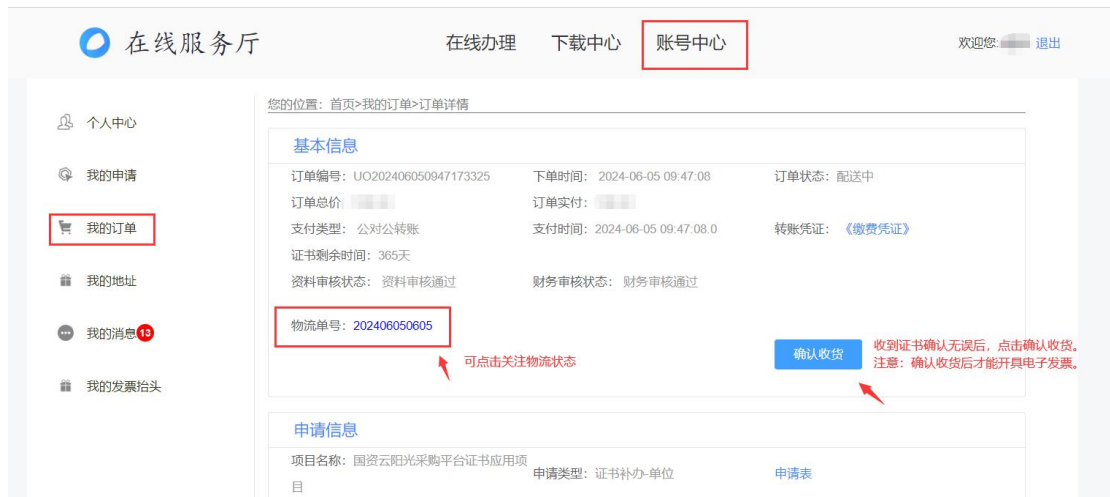 在线服务厅
在线办理 下载中心 账号中心
欢迎您: 退出
个人中心
我的申请
我的订单
我的地址
我的消息 13
我的发票抬头
您的位置：首页>我的订单>订单详情
基本信息
订单编号：UO202406050947173325 下单时间：2024-06-05 09:47:08 订单状态：配送中
订单总价 订单实付：
支付类型：公对公转账 支付时间：2024-06-05 09:47:08.0 转账凭证：《缴费凭证》
证书剩余时间：365天
资料审核状态：资料审核通过 财务审核状态：财务审核通过
物流单号：202406050605
可点击关注物流状态
确认收货
收到证书确认无误后，点击确认收货。
注意：确认收货后才能开具电子发票。
申请信息
项目名称：国资云阳光采购平台证书应用项
目
申请类型：证书补办-单位 申请表